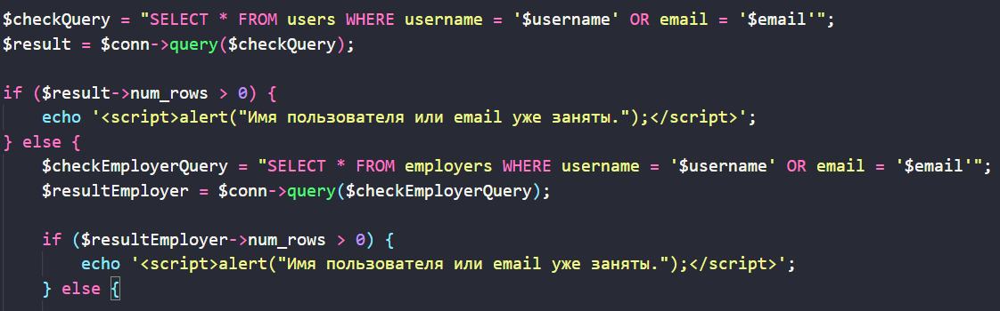 $checkQuery = "SELECT * FROM users WHERE username = '$username' OR email = '$email'";
$result = $conn->query($checkQuery);
if ($result->num_rows > 0) {
echo '<script>alert("Имя пользователя или email уже заняты.");</script>';
} else {
$checkEmployerQuery = "SELECT * FROM employers WHERE username = '$username' OR email = '$email'";
$resultEmployer = $conn->query($checkEmployerQuery);
if ($resultEmployer->num_rows > 0) {
echo '<script>alert("Имя пользователя или email уже заняты.");</script>';
} else {